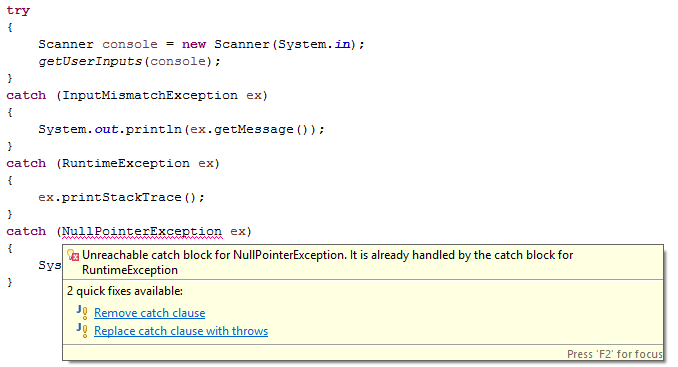 try
{
    Scanner console = new Scanner(System.in);
    getUserInputs(console);
}
catch (InputMismatchException ex)
{
    System.out.println(ex.getMessage());
}
catch (RuntimeException ex)
{
    ex.printStackTrace();
}
catch (NullPointerException ex)
{
    Sys
}
Unreachable catch block for NullPointerException. It is already handled by the catch block for
RuntimeException
2 quick fixes available:
Remove catch clause
Replace catch clause with throws
Press 'F2' for focus